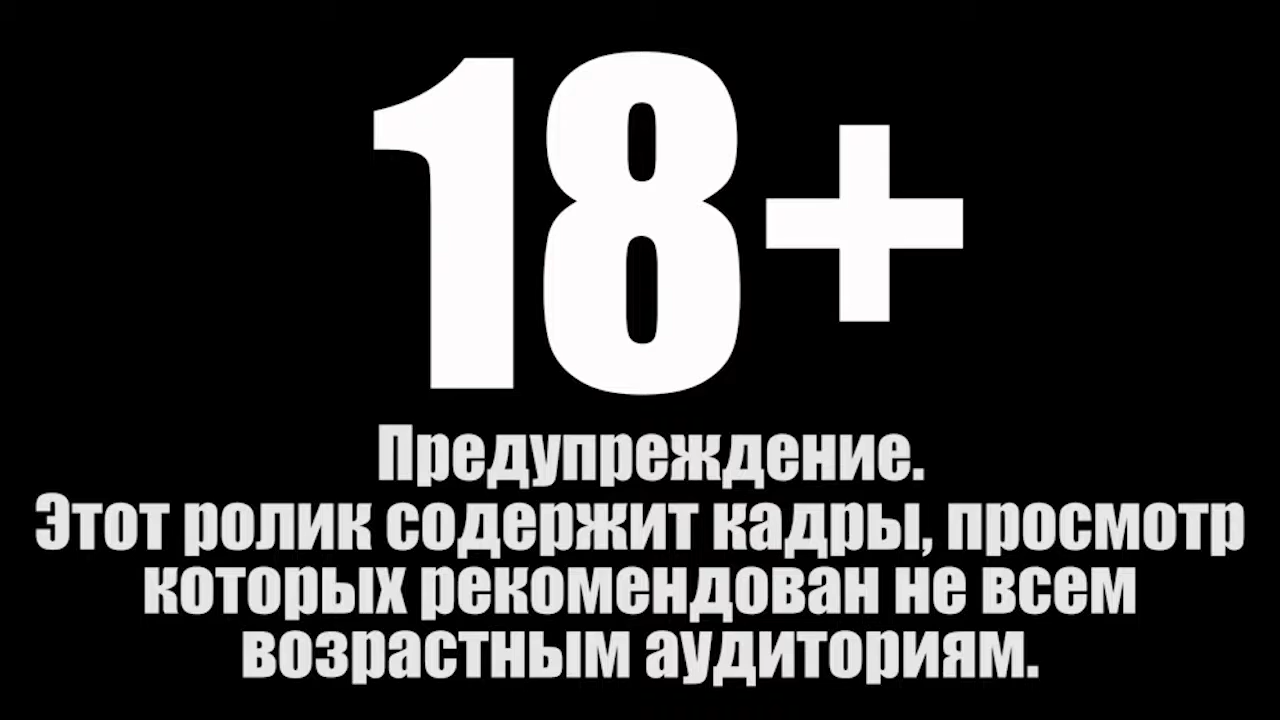 18+
Предупреждение.
Этот ролик содержит кадры, просмотр
которых рекомендован не всем
возрастным аудиториям.